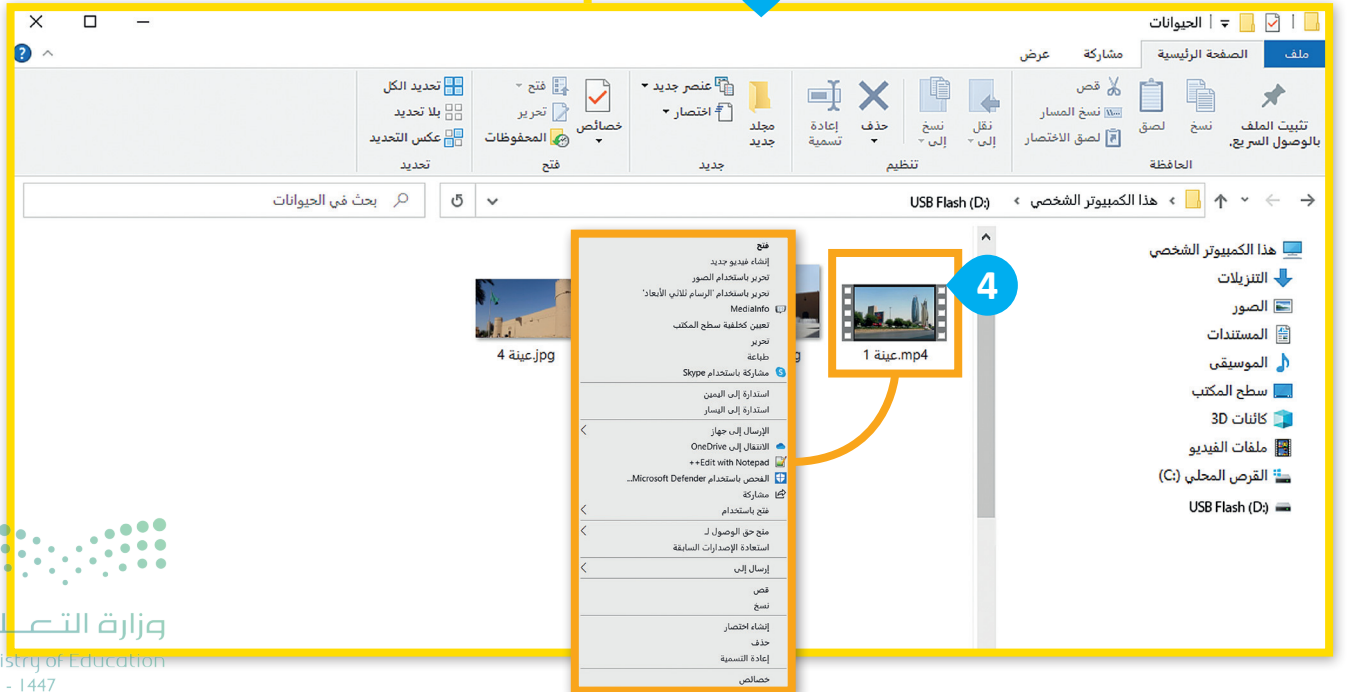 الحيوانات
ملف
الصفحة الرئيسية
مشاركة
عرض
تثبيت الملف
بالوصول السريع.
نسخ
لصق
قص
نسخ المسار
لصق الاختصار
الحافظة
نقل
إلى
نسخ
إلى
حذف
إعادة
تسمية
تنظيم
مجلد
جديد
عنصر جديد
اختصار
جديد
خصائص
فتح
تحرير
المحفوظات
فتح
تحديد الكل
بلا تحديد
عكس التحديد
تحديد
هذا الكمبيوتر الشخصي
USB Flash (D:)
بحث في الحيوانات
هذا الكمبيوتر الشخصي
التنزيلات
الصور
المستندات
الموسيقى
سطح المكتب
كائنات 3D
ملفات الفيديو
القرص المحلي (C:)
USB Flash (D:)
4
عينة 1.mp4
g
عينة 4.jpg
فتح
إنشاء فيديو جديد
تحرير باستخدام الصور
تحرير باستخدام 'الرسام ثلاثي الأبعاد'
MediaInfo
تعيين كخلفية سطح المكتب
تحرير
طباعة
مشاركة باستخدام Skype
استدارة إلى اليمين
استدارة إلى اليسار
الإرسال إلى جهاز
الانتقال إلى OneDrive
Edit with Notepad++
الفحص باستخدام Microsoft Defender...
مشاركة
فتح باستخدام
منح حق الوصول لـ
استعادة الإصدارات السابقة
إرسال إلى
قص
نسخ
إنشاء اختصار
حذف
إعادة التسمية
خصائص
وزارة التعل
istry of Education
- 1447